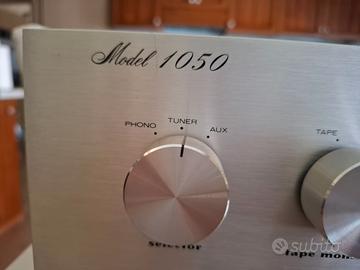 Model 1050
PHONO
TUNER
AUX
TAPE
selector
tape mon
subito